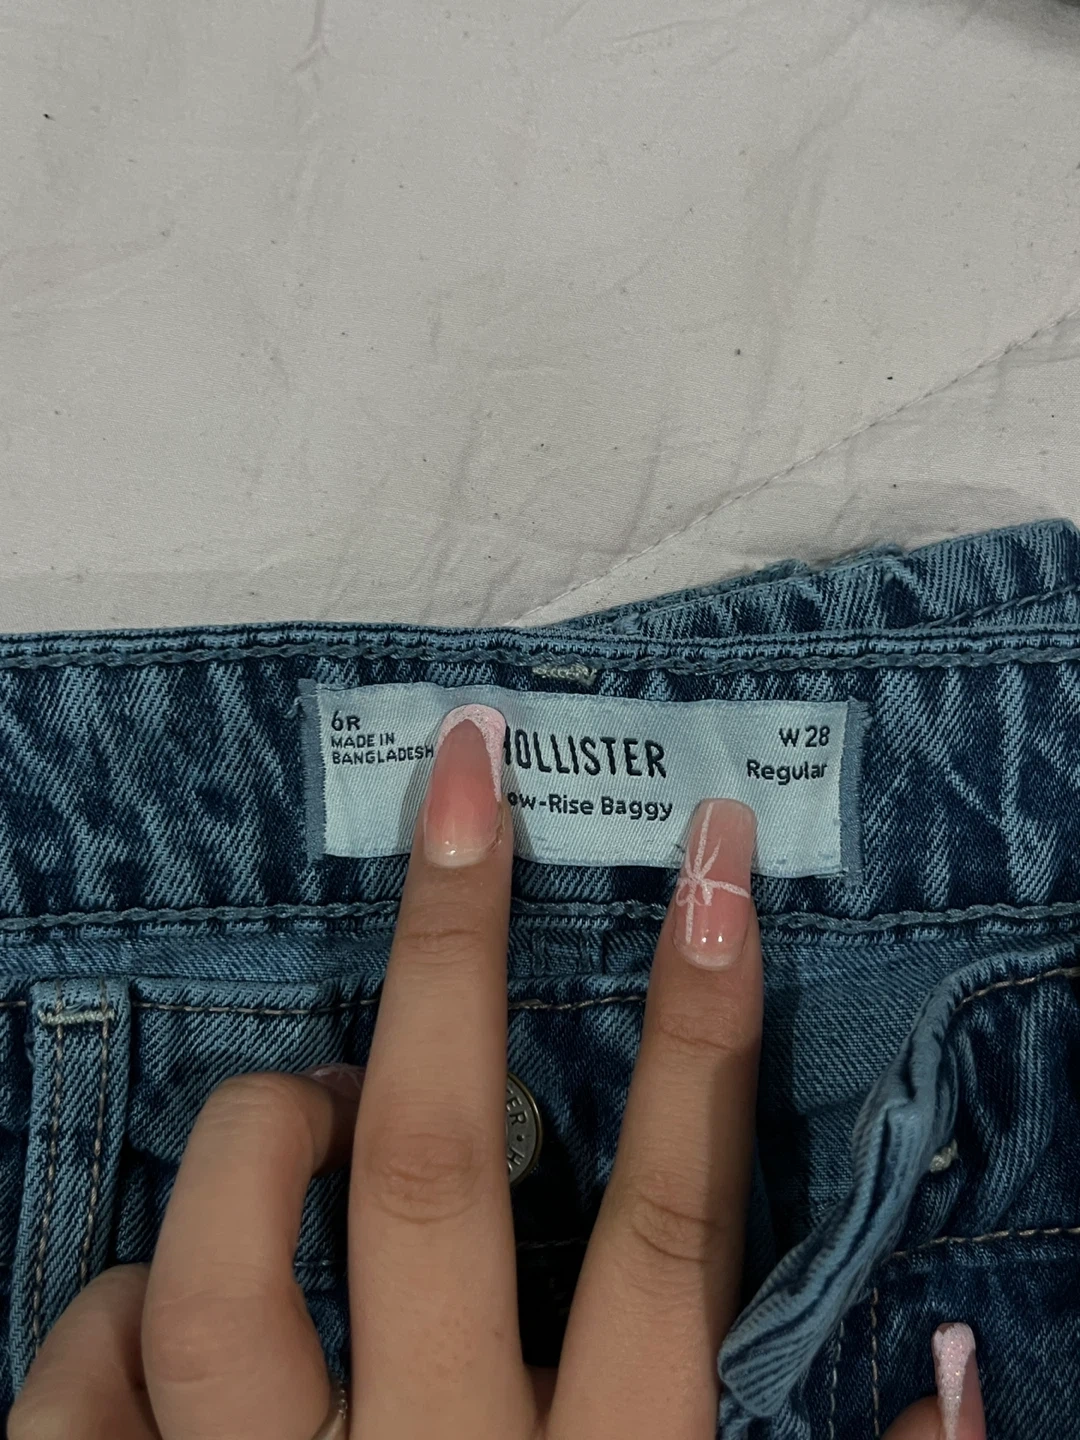 6R
MADE IN
BANGLADESH
HOLLISTER
ow-Rise Baggy
W 28
Regular